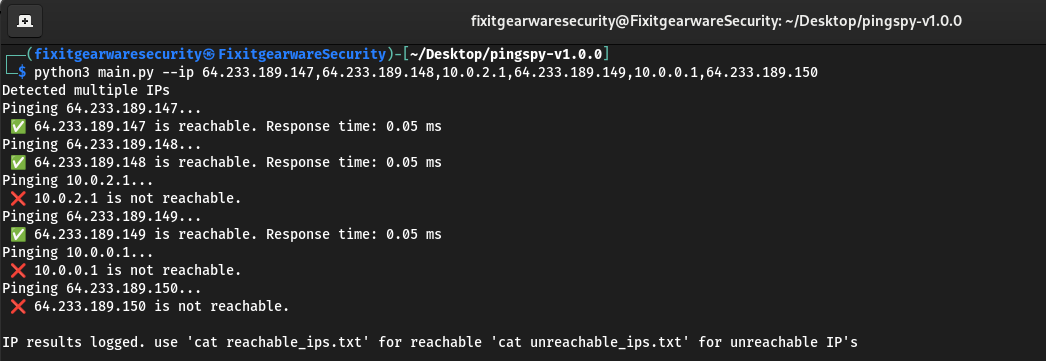 fixitgearwaresecurity@FixitgearwareSecurity: ~/Desktop/pingspy-v1.0.0
┌──(fixitgearwaresecurity㉿FixitgearwareSecurity)-[~/Desktop/pingspy-v1.0.0]
└─$ python3 main.py --ip 64.233.189.147,64.233.189.148,10.0.2.1,64.233.189.149,10.0.0.1,64.233.189.150
Detected multiple IPs
Pinging 64.233.189.147...
✅ 64.233.189.147 is reachable. Response time: 0.05 ms
Pinging 64.233.189.148...
✅ 64.233.189.148 is reachable. Response time: 0.05 ms
Pinging 10.0.2.1...
❌ 10.0.2.1 is not reachable.
Pinging 64.233.189.149...
✅ 64.233.189.149 is reachable. Response time: 0.05 ms
Pinging 10.0.0.1...
❌ 10.0.0.1 is not reachable.
Pinging 64.233.189.150...
❌ 64.233.189.150 is not reachable.
IP results logged. use 'cat reachable_ips.txt' for reachable 'cat unreachable_ips.txt' for unreachable IP's